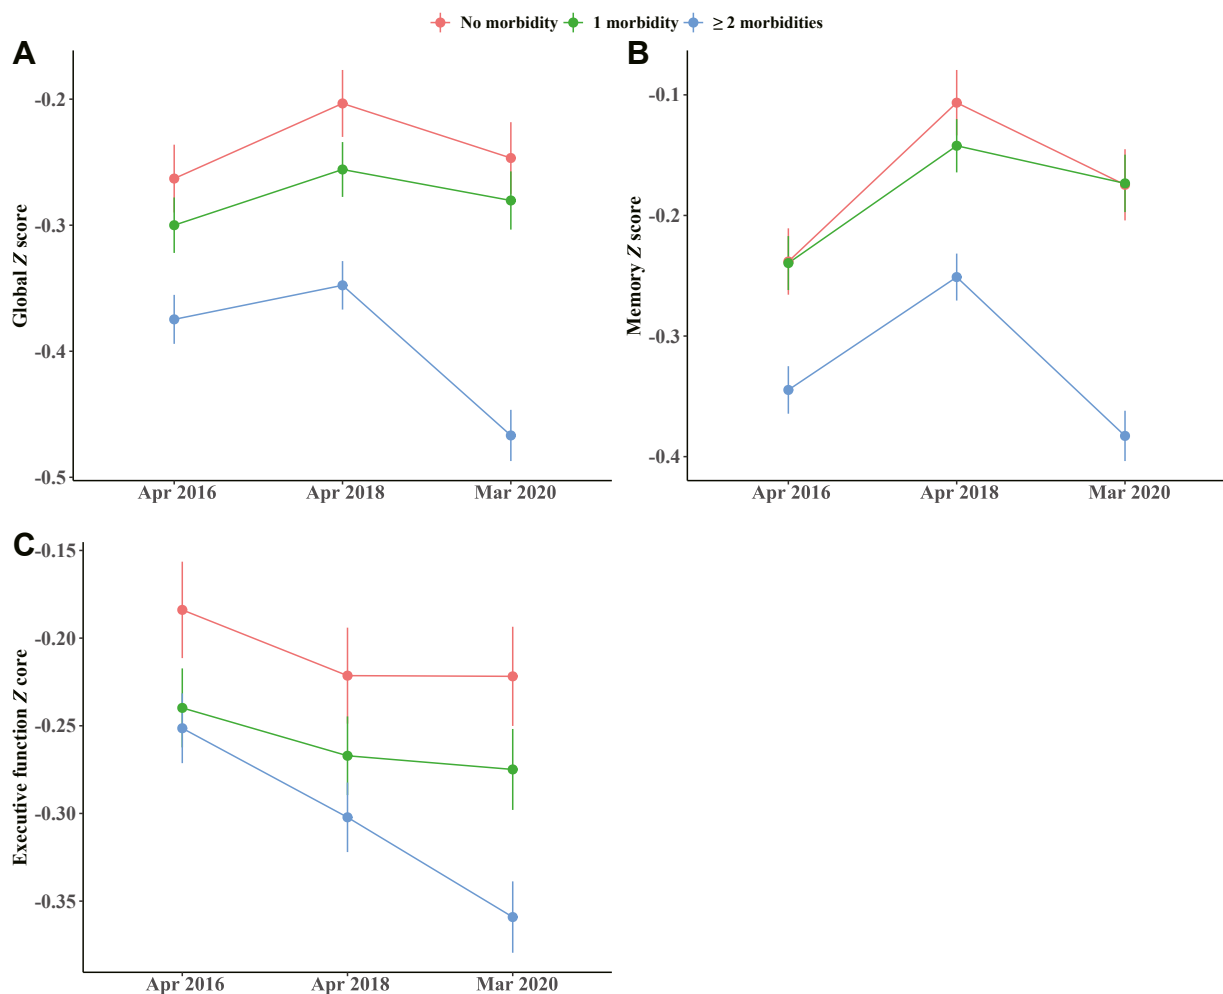 No morbidity 1 morbidity ≥ 2 morbidities
A
-0.2
-0.3
-0.4
-0.5
Global Z score
Apr 2016 Apr 2018 Mar 2020
B
-0.1
-0.2
-0.3
-0.4
Memory Z score
Apr 2016 Apr 2018 Mar 2020
C
-0.15
-0.20
-0.25
-0.30
-0.35
Executive function Z core
Apr 2016 Apr 2018 Mar 2020